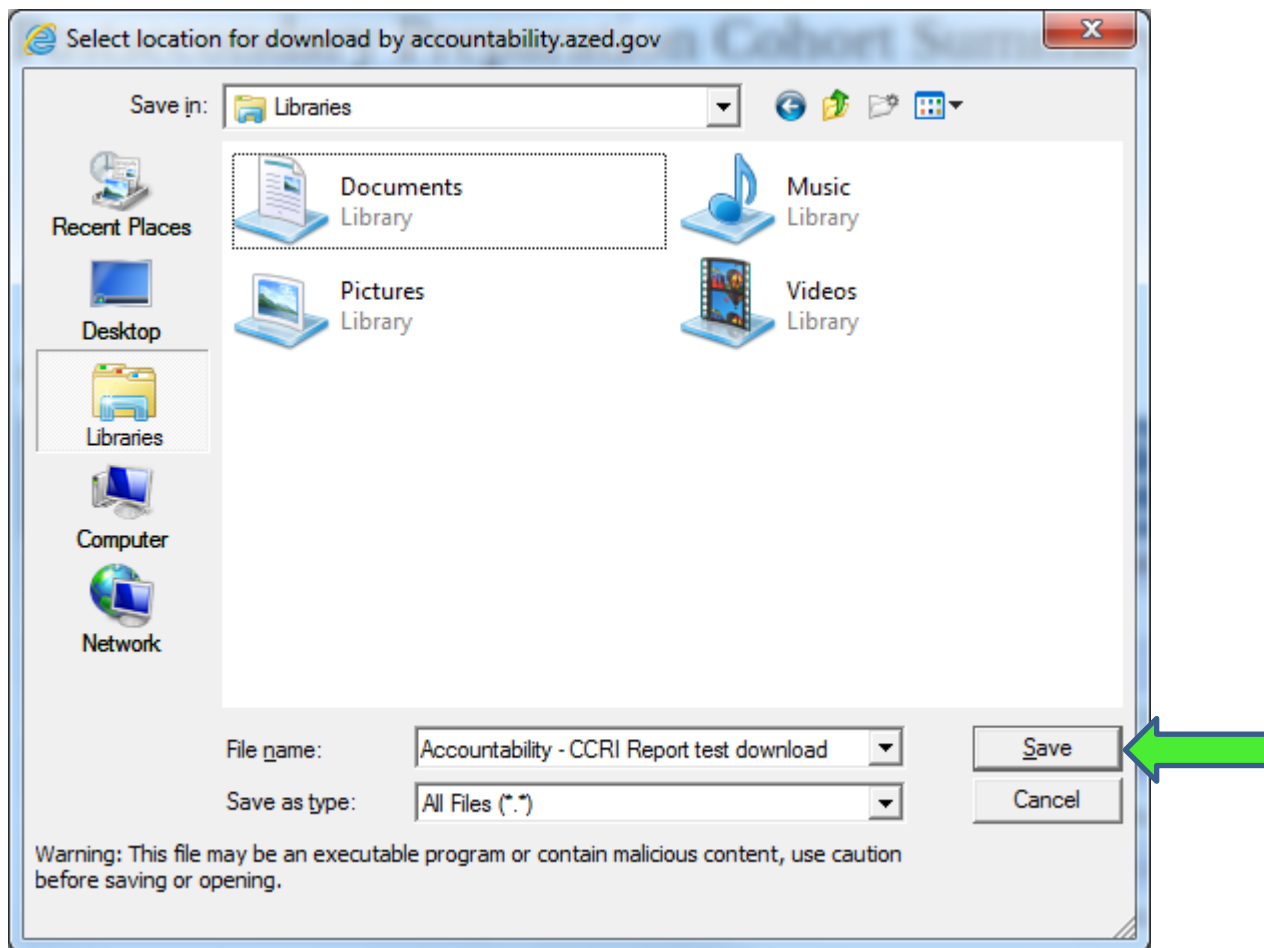 Select location for download by accountability.azed.gov
Save in: Libraries
Recent Places
Desktop
Libraries
Computer
Network
Documents
Library
Music
Library
Pictures
Library
Videos
Library
File name: Accountability - CCRI Report test download
Save
Save as type: All Files (*.*)
Cancel
Warning: This file may be an executable program or contain malicious content, use caution
before saving or opening.